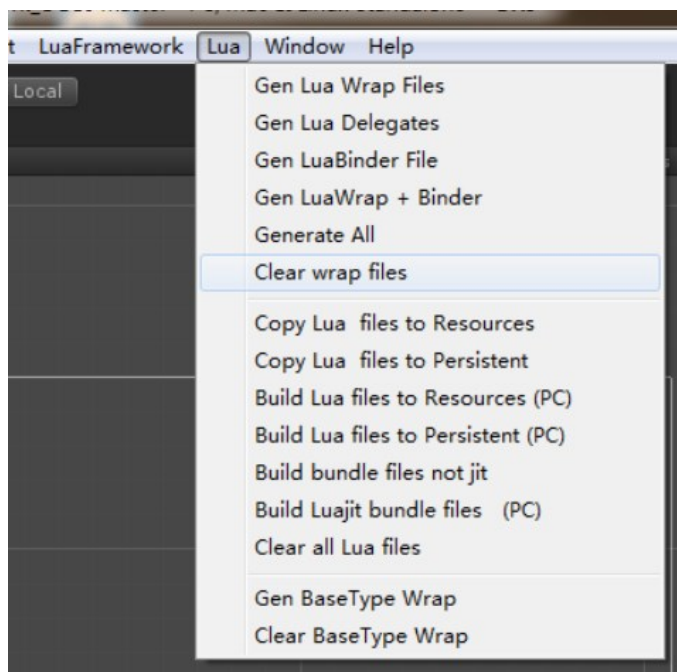 t LuaFramework Lua Window Help
Local
Gen Lua Wrap Files
Gen Lua Delegates
Gen LuaBinder File
Gen LuaWrap + Binder
Generate All
Clear wrap files
Copy Lua  files to Resources
Copy Lua  files to Persistent
Build Lua files to Resources (PC)
Build Lua files to Persistent (PC)
Build bundle files not jit
Build Luajit bundle files   (PC)
Clear all Lua files
Gen BaseType Wrap
Clear BaseType Wrap